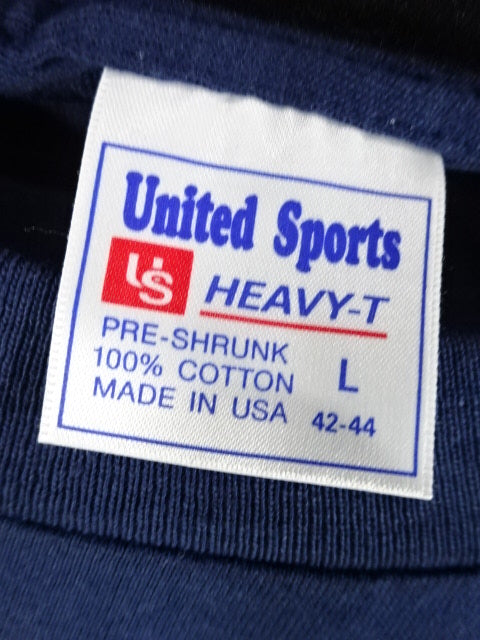 United Sports
US HEAVY-T
PRE-SHRUNK
100% COTTON L
MADE IN USA 42-44